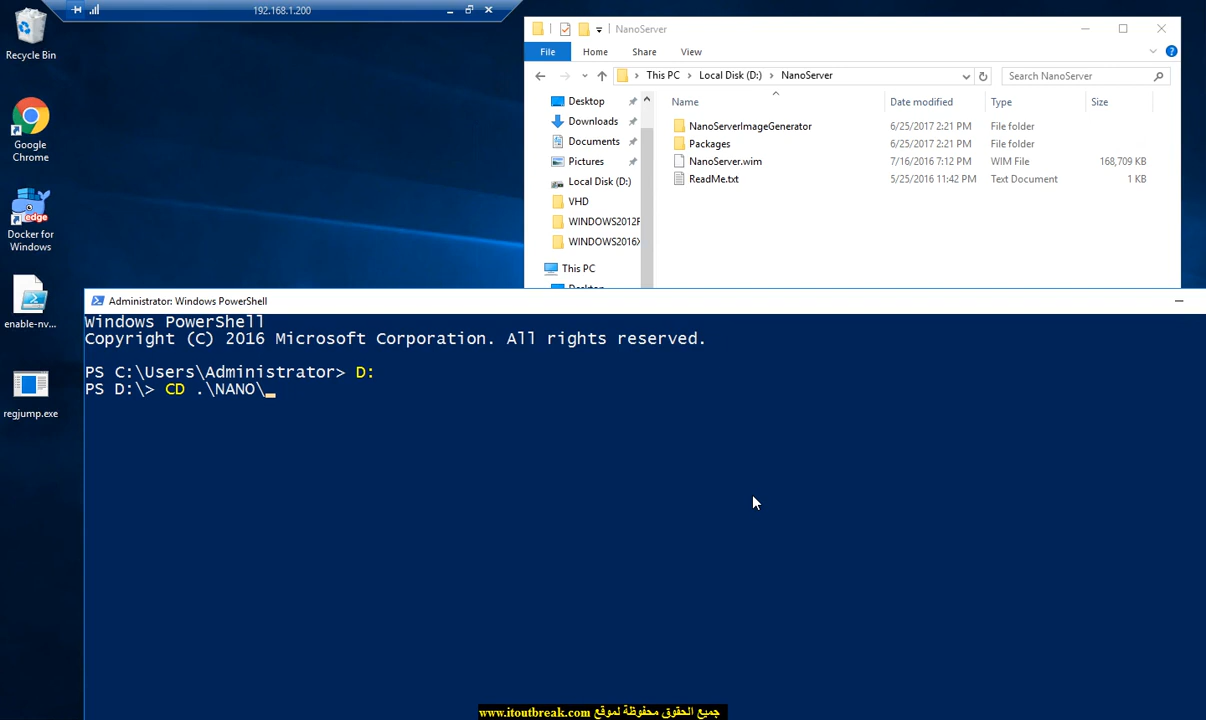 192.168.1.200
Recycle Bin
Google
Chrome
edge
Docker for
Windows
enable-nv...
regjump.exe
NanoServer
File
Home
Share
View
This PC
Local Disk (D:)
NanoServer
Search NanoServer
Desktop
Downloads
Documents
Pictures
Local Disk (D:)
VHD
WINDOWS2012F
WINDOWS2016X
This PC
Name
Date modified
Type
Size
NanoServerImageGenerator
6/25/2017 2:21 PM
File folder
Packages
6/25/2017 2:21 PM
File folder
NanoServer.wim
7/16/2016 7:12 PM
WIM File
168,709 KB
ReadMe.txt
5/25/2016 11:42 PM
Text Document
1 KB
Administrator: Windows PowerShell
Windows PowerShell
Copyright (C) 2016 Microsoft Corporation. All rights reserved.
PS C:\Users\Administrator> D:
PS D:\> CD .\NANO\_
جميع الحقوق محفوظة لموقع www.itoutbreak.com